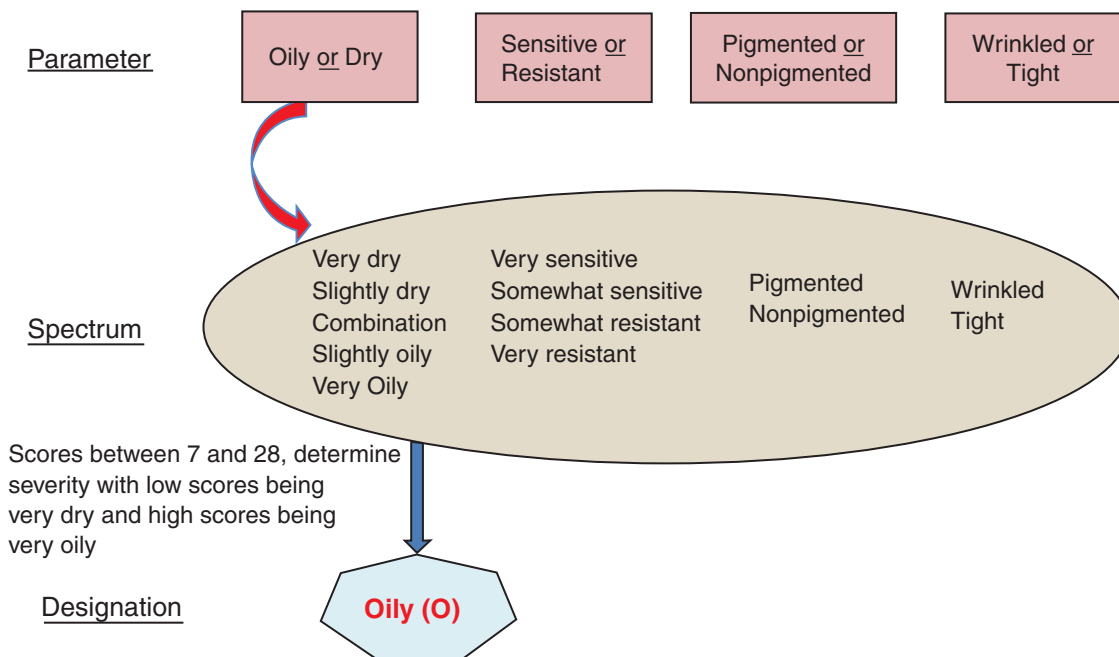 Parameter
Oily or Dry
Sensitive or
Resistant
Pigmented or
Nonpigmented
Wrinkled or
Tight
Spectrum
Very dry
Slightly dry
Combination
Slightly oily
Very Oily
Very sensitive
Somewhat sensitive
Somewhat resistant
Very resistant
Pigmented
Nonpigmented
Wrinkled
Tight
Scores between 7 and 28, determine
severity with low scores being
very dry and high scores being
very oily
Designation
Oily (O)